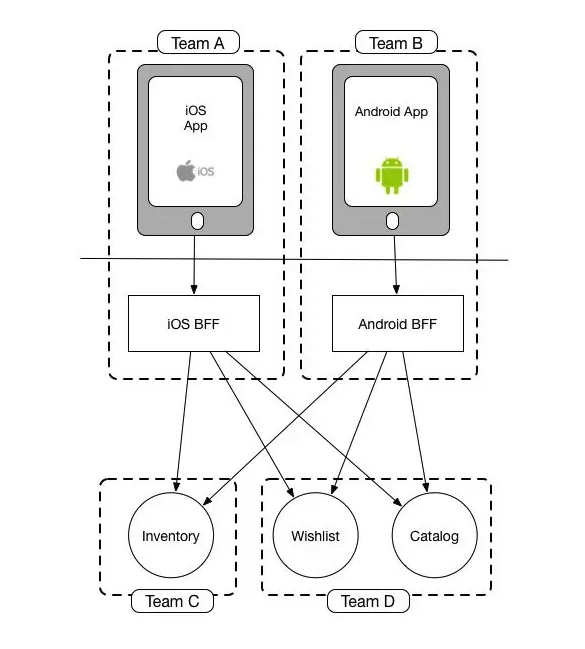 Team A
Team B
iOS
App
Android App
iOS
iOS BFF
Android BFF
Inventory
Wishlist
Catalog
Team C
Team D